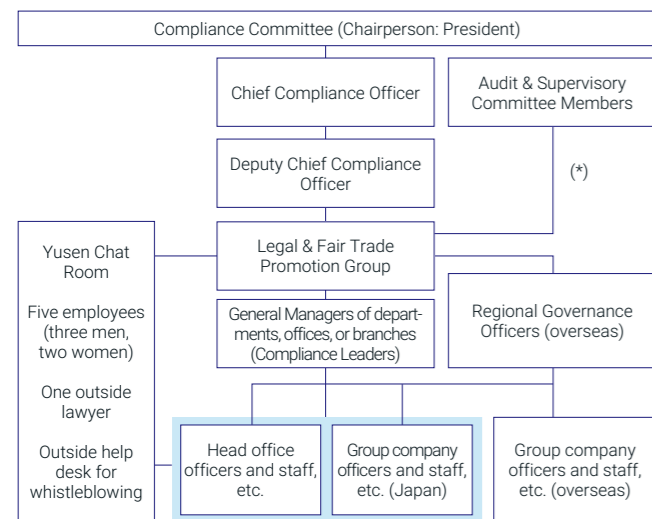 Compliance Committee (Chairperson: President)
Chief Compliance Officer
Audit & Supervisory
Committee Members
Deputy Chief Compliance
Officer
(*)
Yusen Chat
Room
Five employees
(three men,
two women)
One outside
lawyer
Outside help
desk for
whistleblowing
Legal & Fair Trade
Promotion Group
General Managers of depart-
ments, offices, or branches
(Compliance Leaders)
Regional Governance
Officers (overseas)
Head office
officers and staff,
etc.
Group company
officers and staff,
etc. (Japan)
Group company
officers and staff,
etc. (overseas)